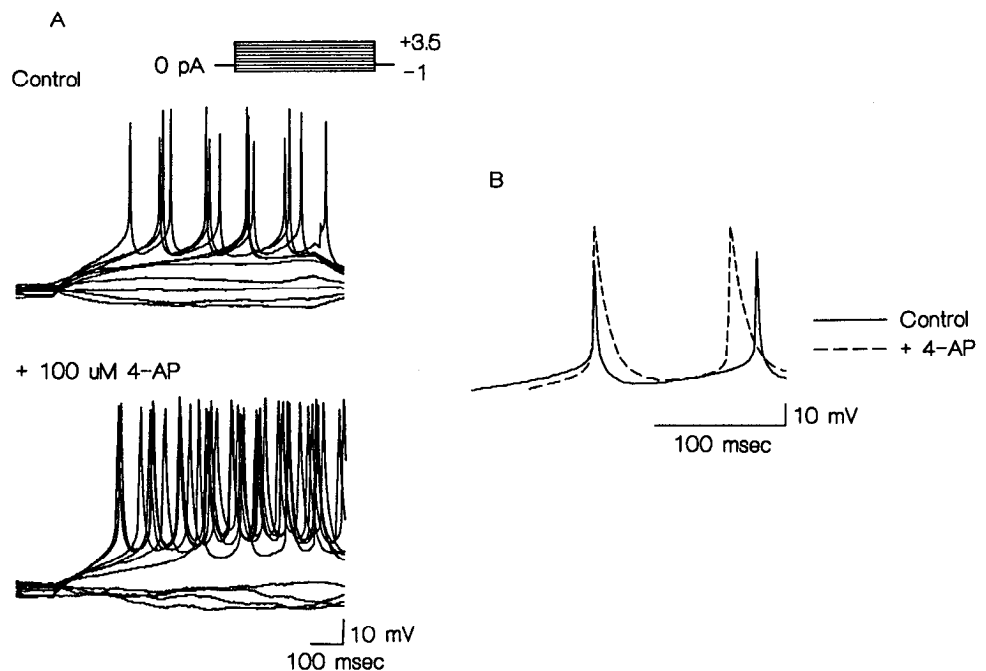 A
Control
0 pA
+3.5
-1
+ 100 uM 4-AP
10 mV
100 msec
B
Control
+ 4-AP
10 mV
100 msec